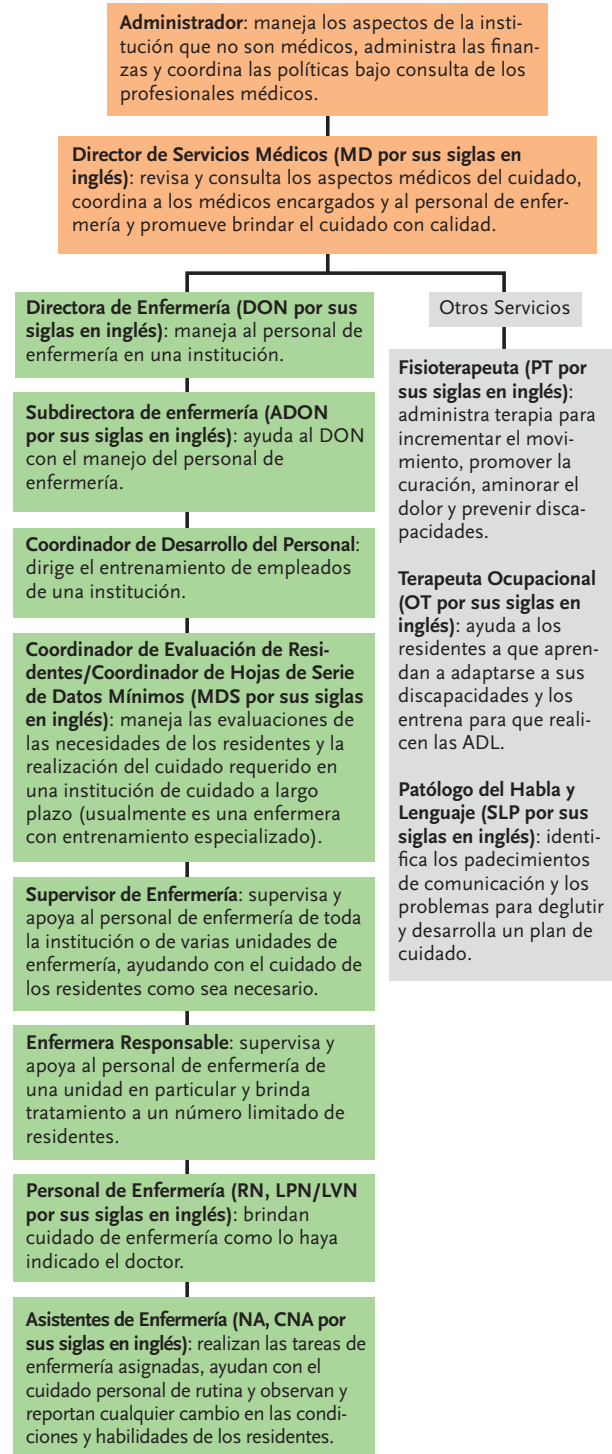 Administrador: maneja los aspectos de la insti-
tución que no son médicos, administra las finan-
zas y coordina las políticas bajo consulta de los
profesionales médicos.
Director de Servicios Médicos (MD por sus siglas en
inglés): revisa y consulta los aspectos médicos del cuidado,
coordina a los médicos encargados y al personal de enfer-
mería y promueve brindar el cuidado con calidad.
Directora de Enfermería (DON por sus
siglas en inglés): maneja al personal de
enfermería en una institución.
Subdirectora de enfermería (ADON
por sus siglas en inglés): ayuda al DON
con el manejo del personal de
enfermería.
Coordinador de Desarrollo del Personal:
dirige el entrenamiento de empleados
de una institución.
Coordinador de Evaluación de Resi-
dentes/Coordinador de Hojas de Serie
de Datos Mínimos (MDS por sus siglas
en inglés): maneja las evaluaciones de
las necesidades de los residentes y la
realización del cuidado requerido en
una institución de cuidado a largo
plazo (usualmente es una enfermera
con entrenamiento especializado).
Supervisor de Enfermería: supervisa y
apoya al personal de enfermería de toda
la institución o de varias unidades de
enfermería, ayudando con el cuidado de
los residentes como sea necesario.
Enfermera Responsable: supervisa y
apoya al personal de enfermería de
una unidad en particular y brinda
tratamiento a un número limitado de
residentes.
Personal de Enfermería (RN, LPN/LVN
por sus siglas en inglés): brindan
cuidado de enfermería como lo haya
indicado el doctor.
Asistentes de Enfermería (NA, CNA por
sus siglas en inglés): realizan las tareas de
enfermería asignadas, ayudan con el
cuidado personal de rutina y observan y
reportan cualquier cambio en las condi-
ciones y habilidades de los residentes.
Otros Servicios
Fisioterapeuta (PT por
sus siglas en inglés):
administra terapia para
incrementar el movi-
miento, promover la
curación, aminorar el
dolor y prevenir disca-
pacidades.
Terapeuta Ocupacional
(OT por sus siglas en
inglés): ayuda a los
residentes a que apren-
dan a adaptarse a sus
discapacidades y los
entrena para que reali-
cen las ADL.
Patólogo del Habla y
Lenguaje (SLP por sus
siglas en inglés): identi-
fica los padecimientos
de comunicación y los
problemas para deglutir
y desarrolla un plan de
cuidado.